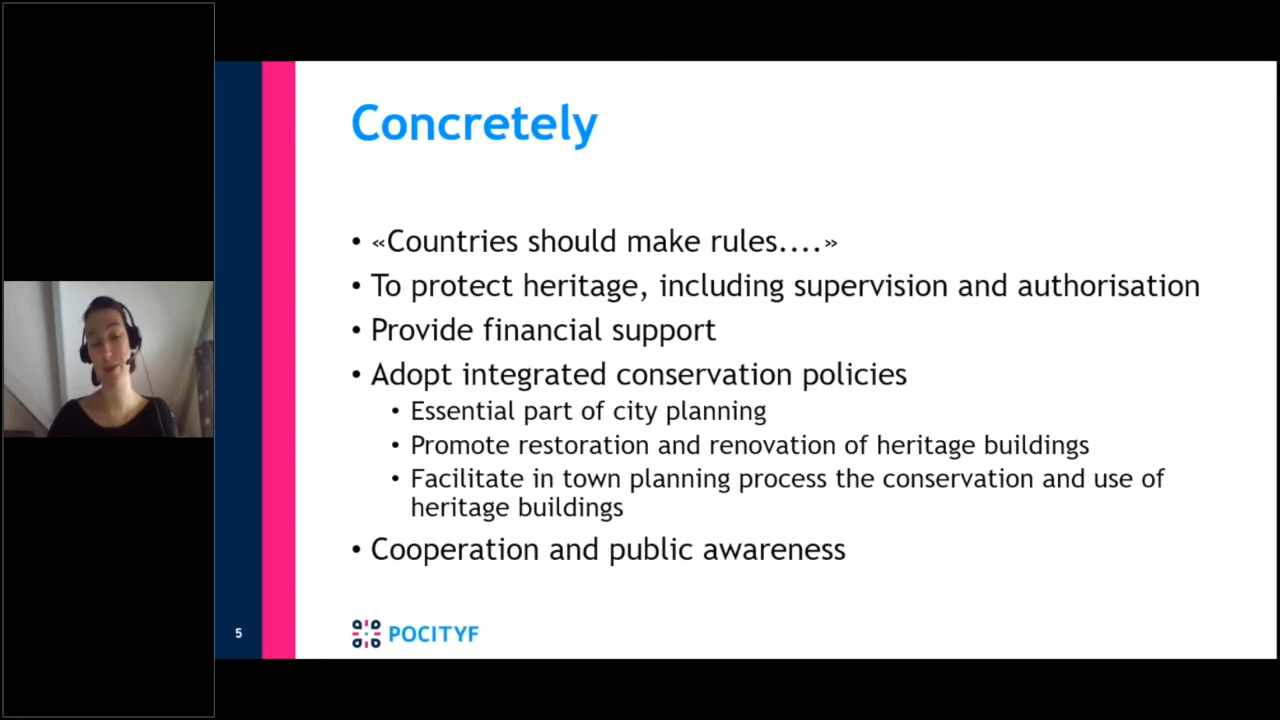 Concretely
• «Countries should make rules....»
• To protect heritage, including supervision and authorisation
• Provide financial support
• Adopt integrated conservation policies
• Essential part of city planning
• Promote restoration and renovation of heritage buildings
• Facilitate in town planning process the conservation and use of
heritage buildings
• Cooperation and public awareness
5
POCITYF